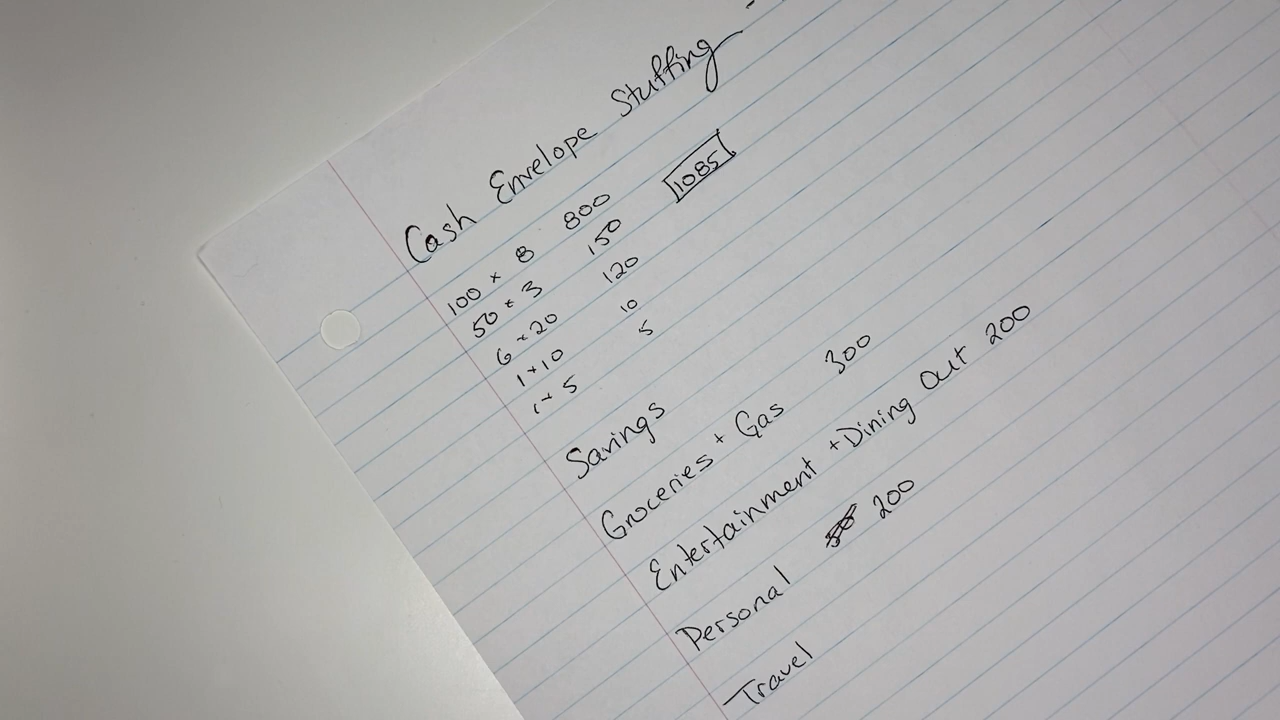 Cash Envelope Stuffing
100 x 8 800 1085
50 x 3 150
6 x 20 120
1 x 10 10
1 x 5 5
Savings
Groceries + Gas 300
Entertainment + Dining Out 200
Personal 200
Travel